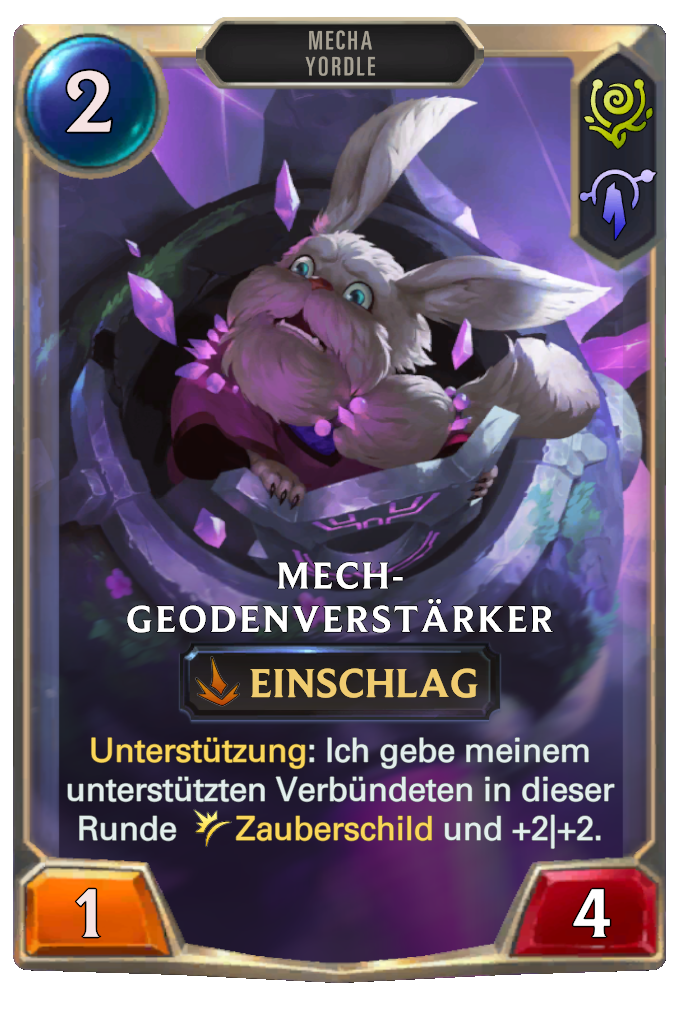 MECHA
YORDLE
2
MECH-
GEODENVERSTÄRKER
EINSCHLAG
Unterstützung: Ich gebe meinem
unterstützten Verbündeten in dieser
Runde Zauberschild und +2|+2.
1
4